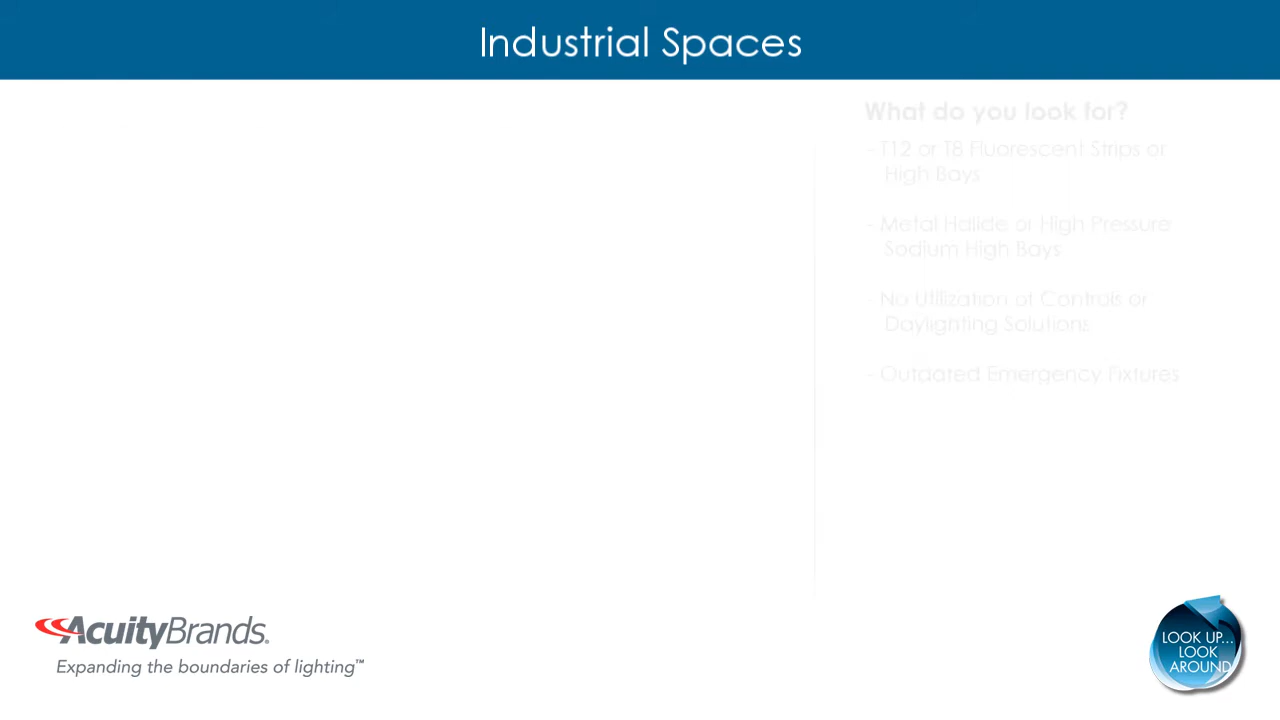 Industrial Spaces
What do you look for?
- T12 or T8 Fluorescent Strips or
High Bays
- Metal Halide or High Pressure
Sodium High Bays
- No Utilization of Controls or
Daylighting Solutions
- Outdated Emergency Fixtures
AcuityBrands.
Expanding the boundaries of lighting™
LOOK UP...
LOOK
AROUND